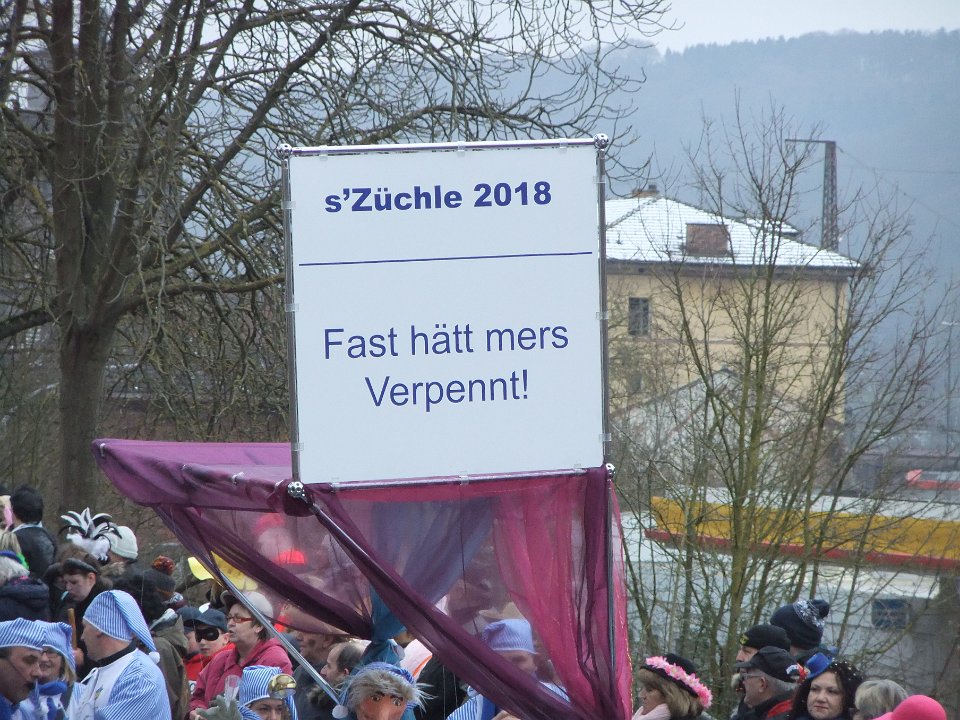 s'Züchle 2018
Fast hätt mers
Verpennt!